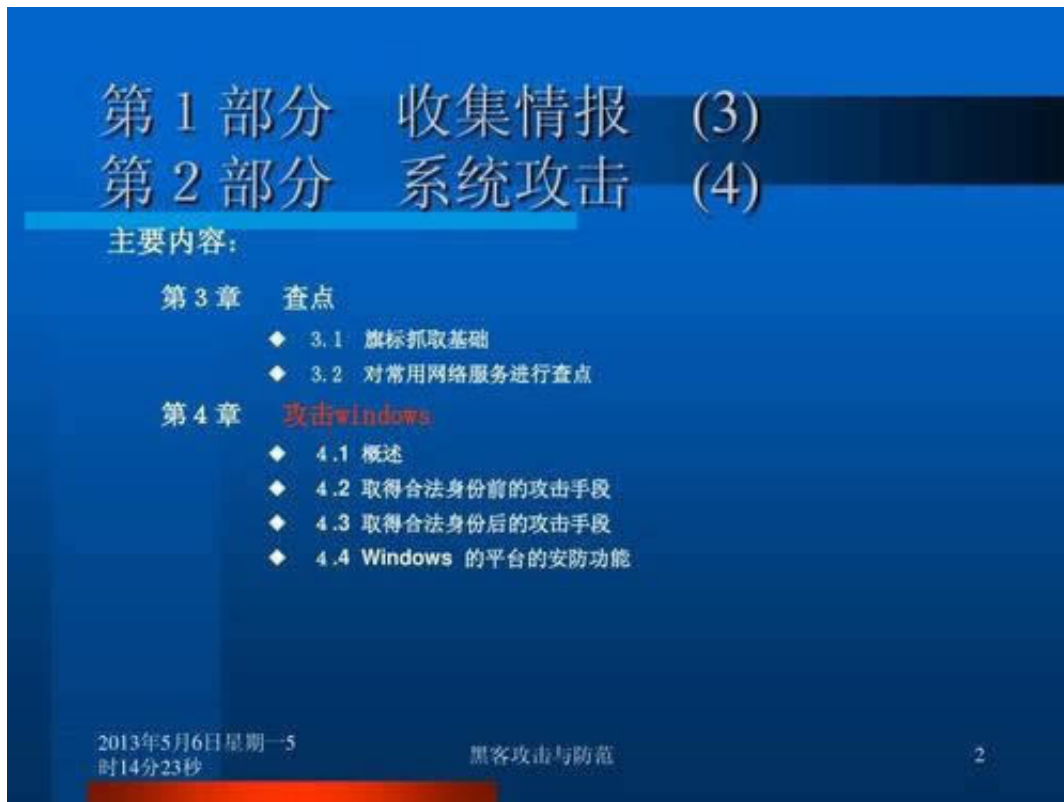 第 1 部分 收集情报 (3)
第 2 部分 系统攻击 (4)
主要内容:
第 3 章 查点
◆ 3.1 旗标抓取基础
◆ 3.2 对常用网络服务进行查点
第 4 章 攻击windows
◆ 4.1 概述
◆ 4.2 取得合法身份前的攻击手段
◆ 4.3 取得合法身份后的攻击手段
◆ 4.4 Windows 的平台的安防功能
2013年5月6日星期一5
时14分23秒
黑客攻击与防范
2